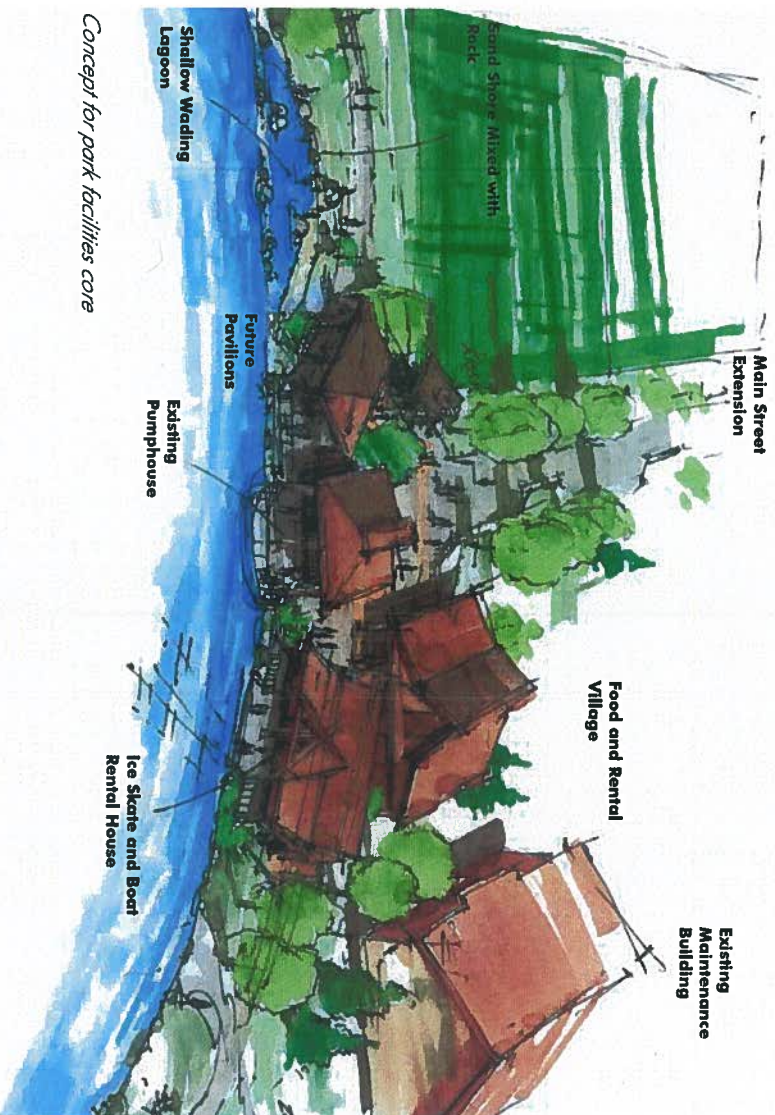 Main Street
Extension
Food and Rental
Village
Existing
Maintenance
Building
Sand Shore Mixed with
Rock
Shallow Wading
Lagoon
Future
Pavilions
Existing
Pumphouse
Ice Skate and Boat
Rental House
Concept for park facilities core